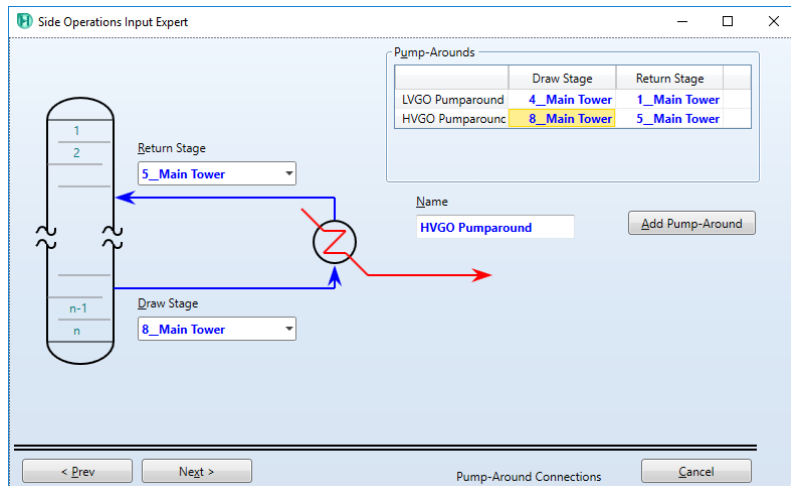 Side Operations Input Expert
Pump-Arounds
Draw Stage Return Stage
LVGO Pumparound 4__Main Tower 1__Main Tower
HVGO Pumparounc 8__Main Tower 5__Main Tower
1
2
Return Stage
5__Main Tower
Name
HVGO Pumparound
Add Pump-Around
n-1
n
Draw Stage
8__Main Tower
< Prev
Next >
Pump-Around Connections
Cancel